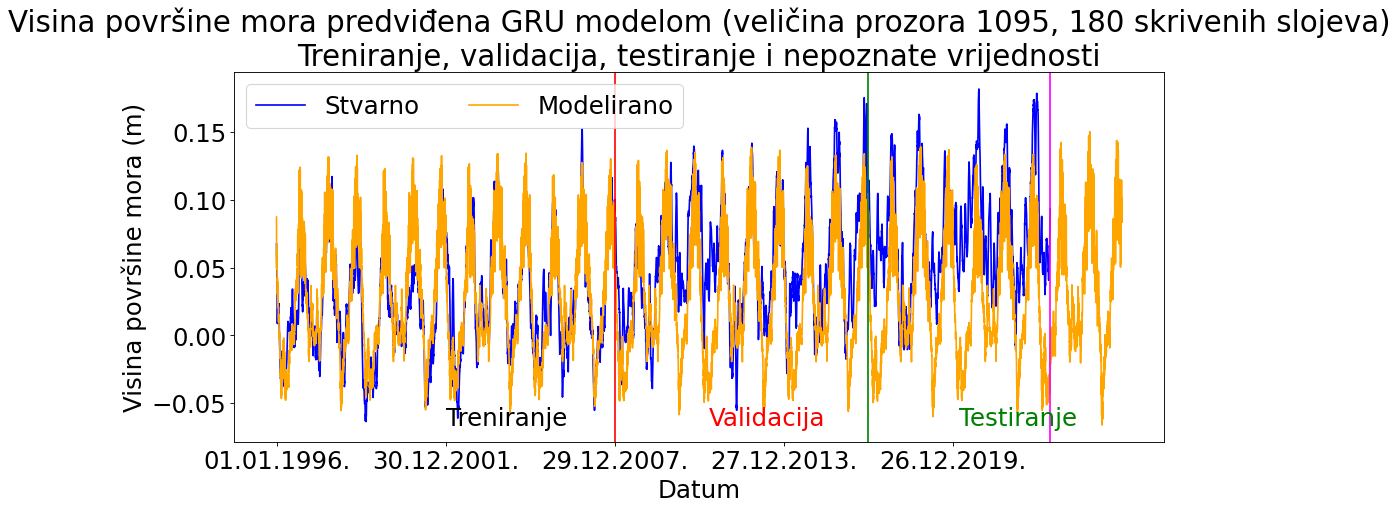 Visina površine mora predviđena GRU modelom (veličina prozora 1095, 180 skrivenih slojeva)
Treniranje, validacija, testiranje i nepoznate vrijednosti
Stvarno
Modelirano
Visina površine mora (m)
0.15
0.10
0.05
0.00
−0.05
Treniranje
Validacija
Testiranje
01.01.1996.
30.12.2001.
29.12.2007.
27.12.2013.
26.12.2019.
Datum